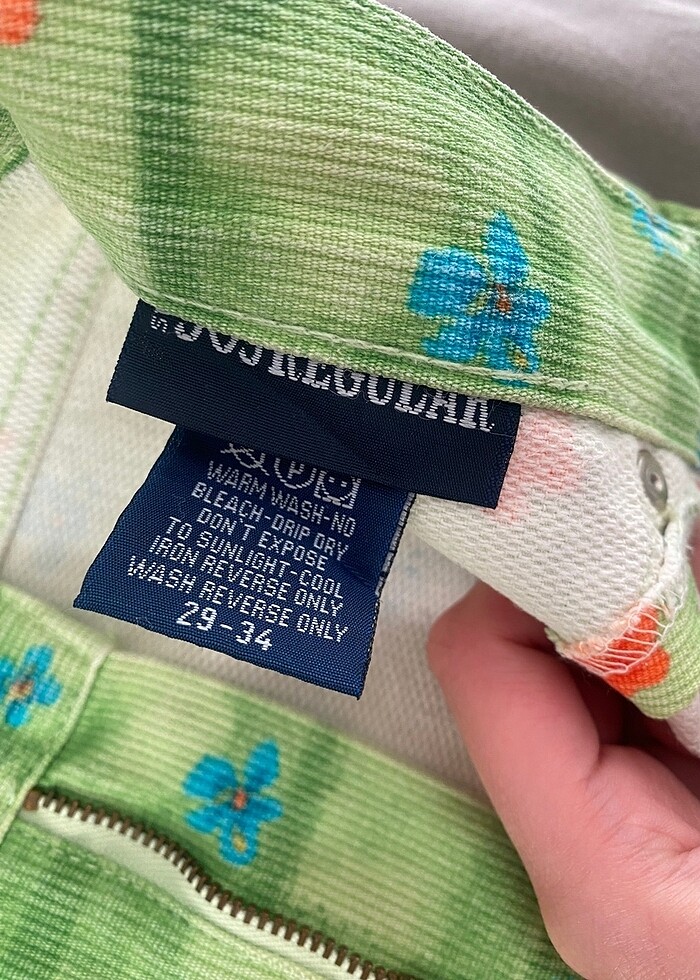 REGULAR
WARM WASH-NO
BLEACH-DRIP DRY
DON'T EXPOSE
TO SUNLIGHT-COOL
IRON REVERSE ONLY
WASH REVERSE ONLY
29-34